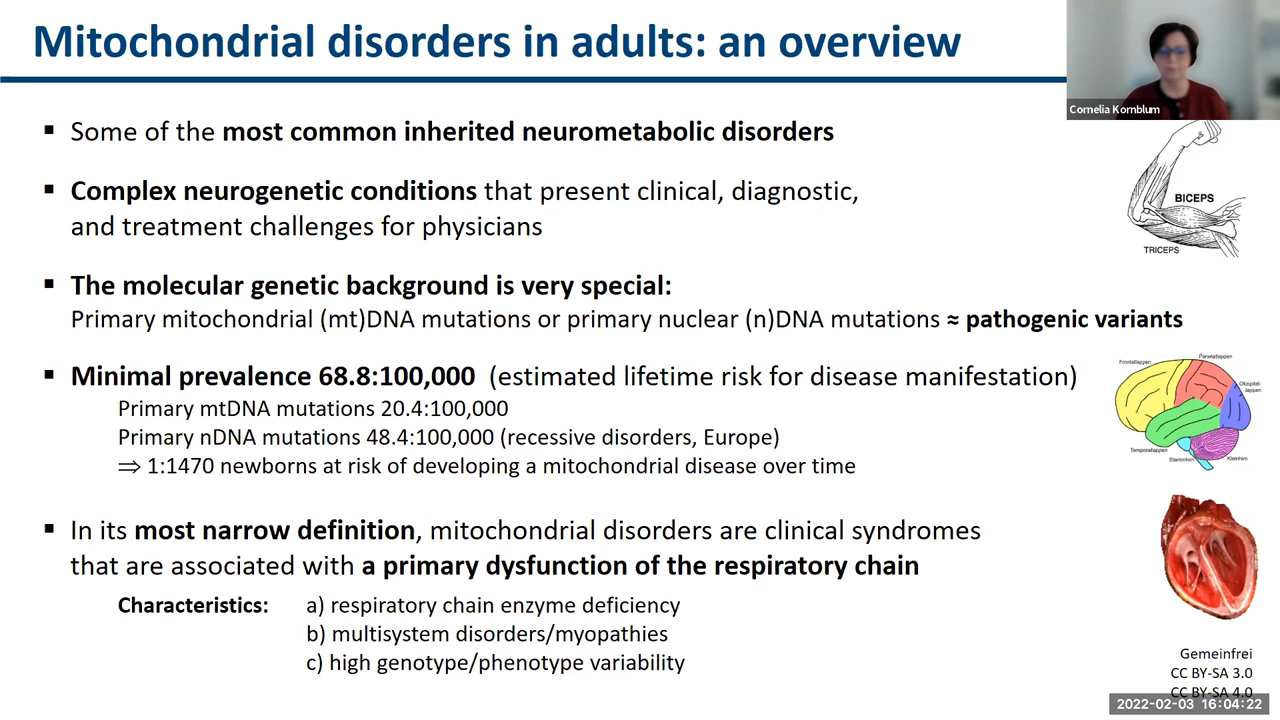 Mitochondrial disorders in adults: an overview
Cornelia Kornblum
▪ Some of the most common inherited neurometabolic disorders
▪ Complex neurogenetic conditions that present clinical, diagnostic,
and treatment challenges for physicians
BICEPS
TRICEPS
▪ The molecular genetic background is very special:
Primary mitochondrial (mt)DNA mutations or primary nuclear (n)DNA mutations ≈ pathogenic variants
▪ Minimal prevalence 68.8:100,000 (estimated lifetime risk for disease manifestation)
Primary mtDNA mutations 20.4:100,000
Primary nDNA mutations 48.4:100,000 (recessive disorders, Europe)
⇒ 1:1470 newborns at risk of developing a mitochondrial disease over time
Frontallappen
Parietallappen
Okzipital-
lappen
Temporallappen
Stammhirn
Kleinhirn
▪ In its most narrow definition, mitochondrial disorders are clinical syndromes
that are associated with a primary dysfunction of the respiratory chain
Characteristics: a) respiratory chain enzyme deficiency
b) multisystem disorders/myopathies
c) high genotype/phenotype variability
Gemeinfrei
CC BY-SA 3.0
CC BY-SA 4.0
2022-02-03 16:04:22